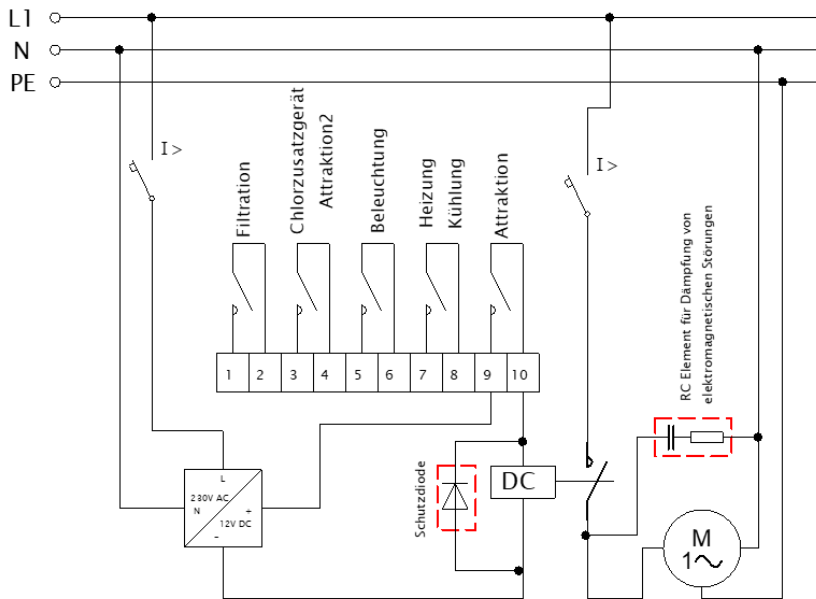 L1
N
PE
I >
I >
Filtration
Chlorzusatzgerät
Attraktion2
Beleuchtung
Heizung
Kühlung
Attraktion
RC Element für Dämpfung von
elektromagnetischen Störungen
1 2 3 4 5 6 7 8 9 10
L
230V AC
N
+
12V DC
-
Schutzdiode
DC
M
1~